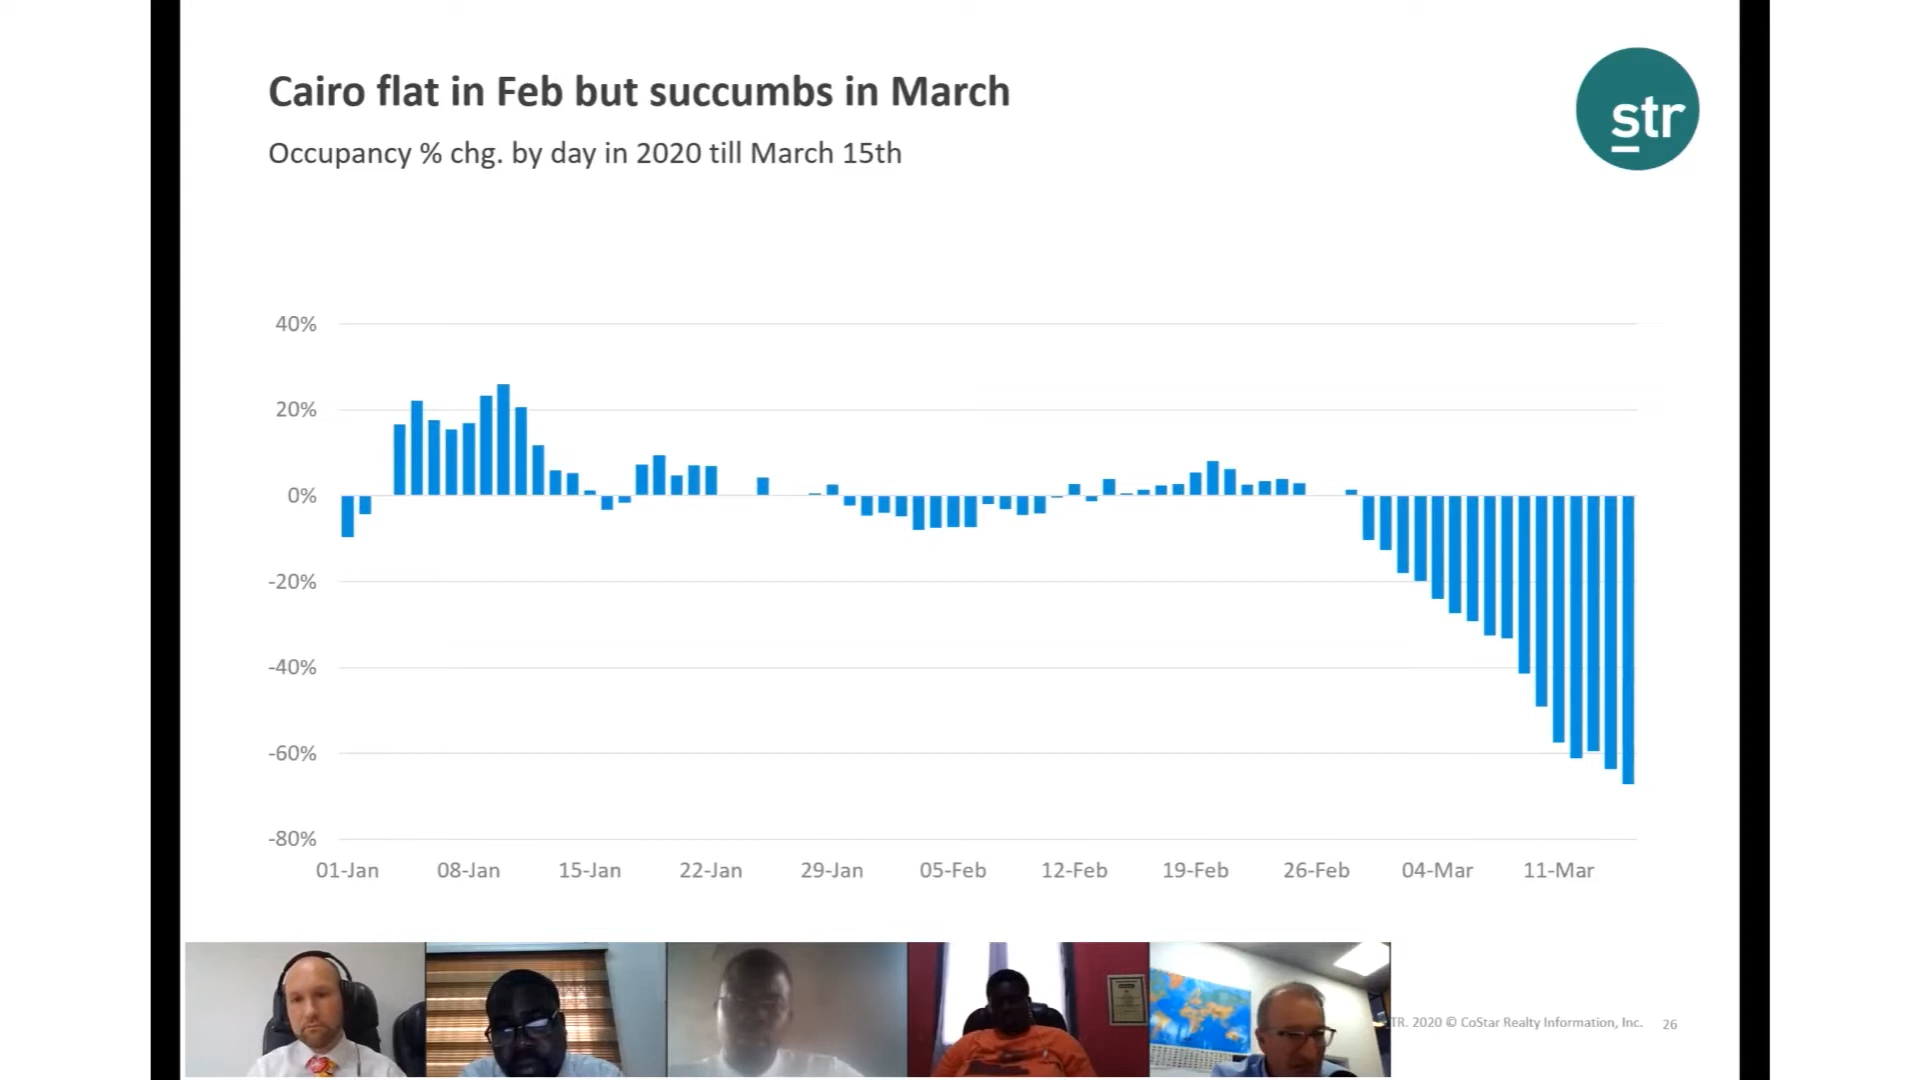 Cairo flat in Feb but succumbs in March
Occupancy % chg. by day in 2020 till March 15th
str
40%
20%
0%
-20%
-40%
-60%
-80%
01-Jan 08-Jan 15-Jan 22-Jan 29-Jan 05-Feb 12-Feb 19-Feb 26-Feb 04-Mar 11-Mar
TR. 2020 © CoStar Realty Information, Inc. 26